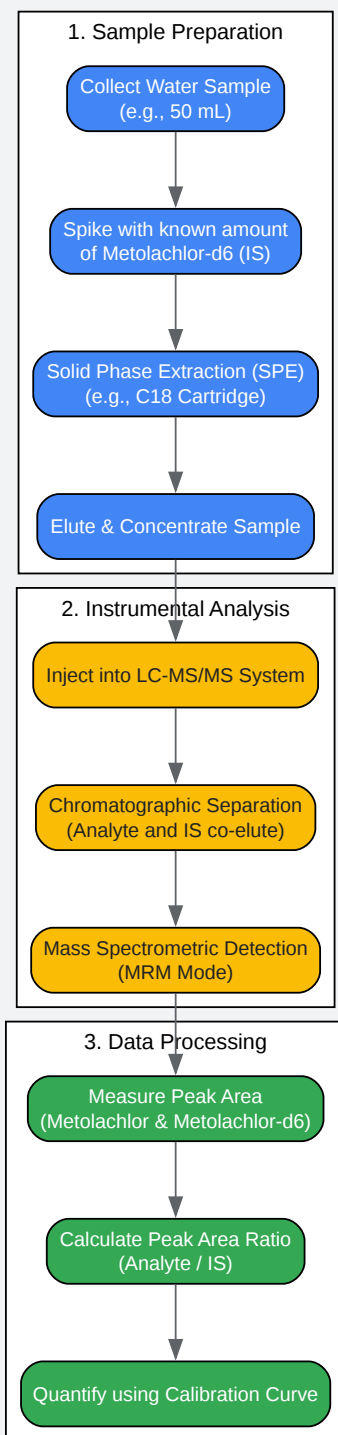 1. Sample Preparation
Collect Water Sample
(e.g., 50 mL)
Spike with known amount
of Metolachlor-d6 (IS)
Solid Phase Extraction (SPE)
(e.g., C18 Cartridge)
Elute & Concentrate Sample
2. Instrumental Analysis
Inject into LC-MS/MS System
Chromatographic Separation
(Analyte and IS co-elute)
Mass Spectrometric Detection
(MRM Mode)
3. Data Processing
Measure Peak Area
(Metolachlor & Metolachlor-d6)
Calculate Peak Area Ratio
(Analyte / IS)
Quantify using Calibration Curve